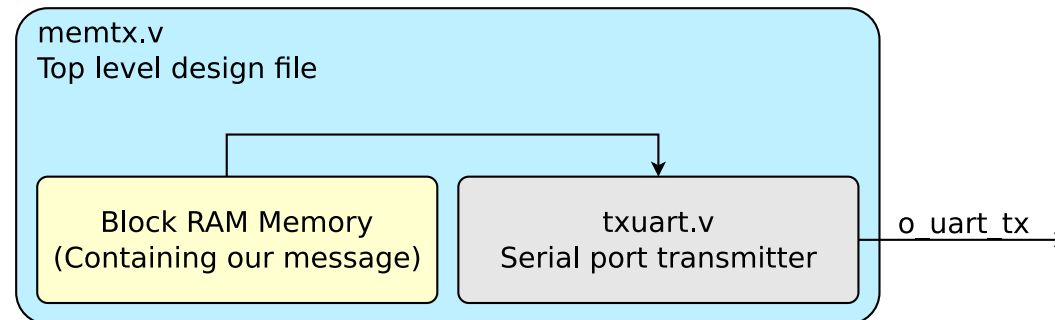 memtx.v
Top level design file
Block RAM Memory
(Containing our message)
txuart.v
Serial port transmitter
o_uart_tx